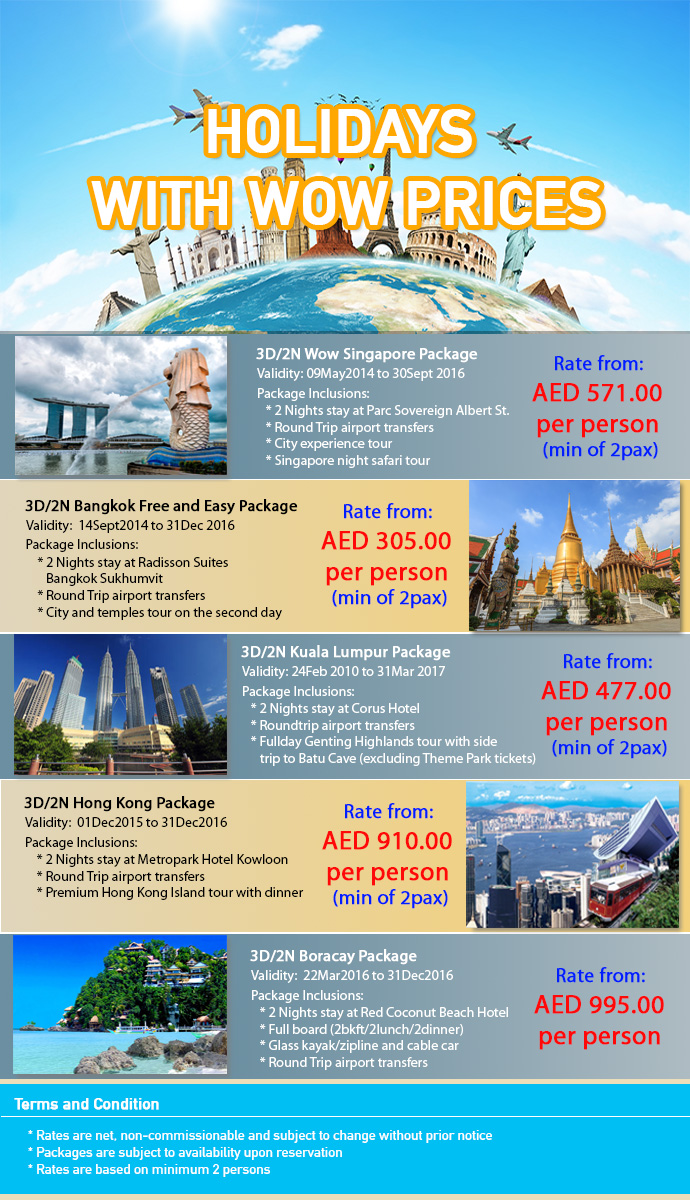 HOLIDAYS
WITH WOW PRICES
3D/2N Wow Singapore Package
Validity: 09May2014 to 30Sept 2016
Package Inclusions:
* 2 Nights stay at Parc Sovereign Albert St.
* Round Trip airport transfers
* City experience tour
* Singapore night safari tour
Rate from:
AED 571.00
per person
(min of 2pax)
3D/2N Bangkok Free and Easy Package
Validity: 14Sept2014 to 31Dec 2016
Package Inclusions:
* 2 Nights stay at Radisson Suites
Bangkok Sukhumvit
* Round Trip airport transfers
* City and temples tour on the second day
Rate from:
AED 305.00
per person
(min of 2pax)
3D/2N Kuala Lumpur Package
Validity: 24Feb 2010 to 31Mar 2017
Package Inclusions:
* 2 Nights stay at Corus Hotel
* Roundtrip airport transfers
* Fullday Genting Highlands tour with side
trip to Batu Cave (excluding Theme Park tickets)
Rate from:
AED 477.00
per person
(min of 2pax)
3D/2N Hong Kong Package
Validity: 01Dec2015 to 31Dec2016
Package Inclusions:
* 2 Nights stay at Metropark Hotel Kowloon
* Round Trip airport transfers
* Premium Hong Kong Island tour with dinner
Rate from:
AED 910.00
per person
(min of 2pax)
3D/2N Boracay Package
Validity: 22Mar2016 to 31Dec2016
Package Inclusions:
* 2 Nights stay at Red Coconut Beach Hotel
* Full board (2bkft/2lunch/2dinner)
* Glass kayak/zipline and cable car
* Round Trip airport transfers
Rate from:
AED 995.00
per person
Terms and Condition
* Rates are net, non-commissionable and subject to change without prior notice
* Packages are subject to availability upon reservation
* Rates are based on minimum 2 persons